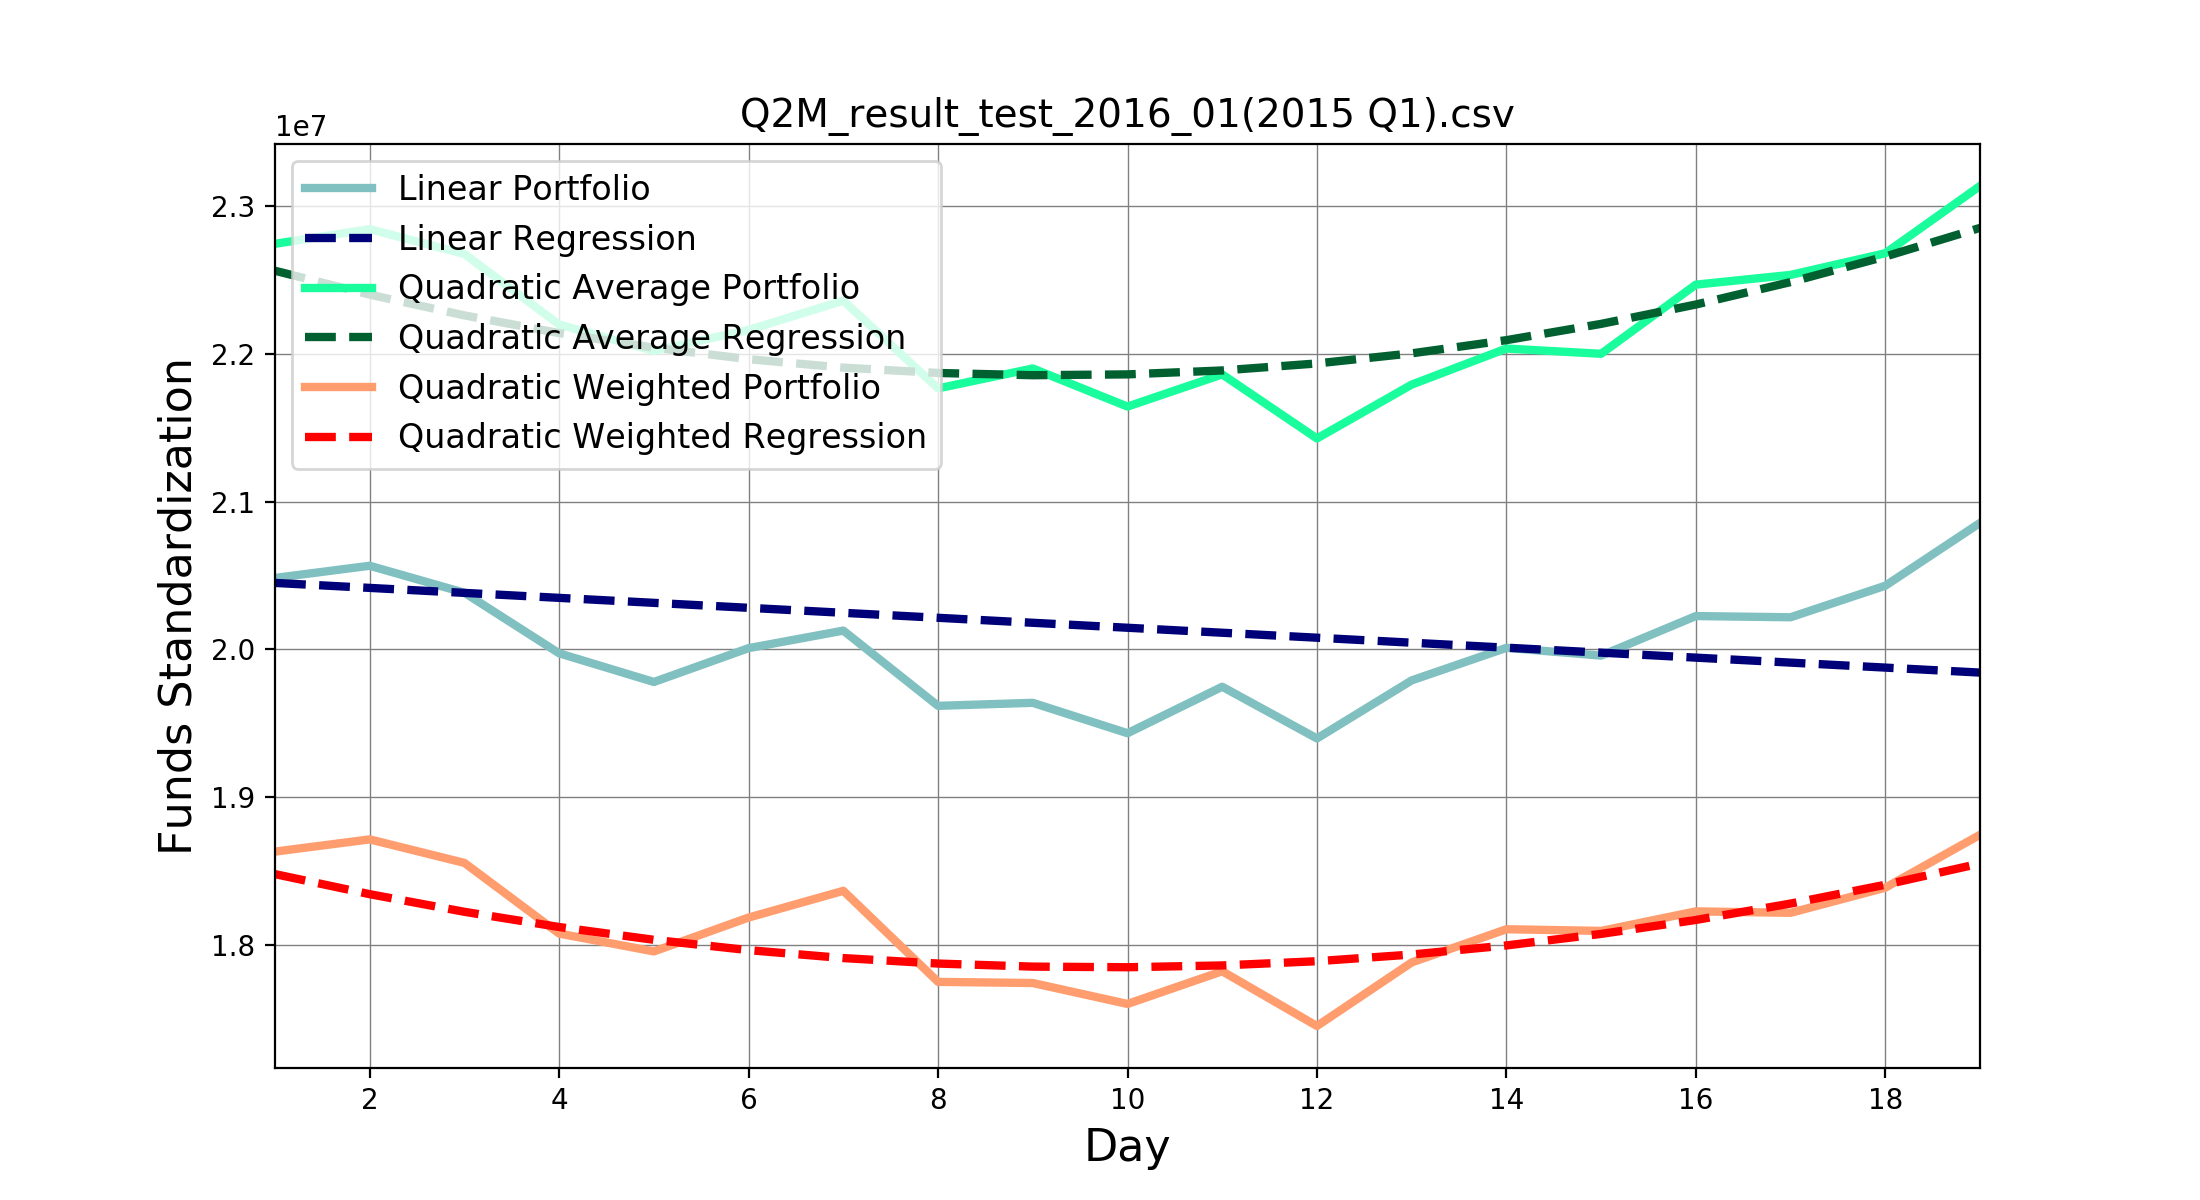 Q2M_result_test_2016_01(2015 Q1).csv
1e7
Linear Portfolio
Linear Regression
Quadratic Average Portfolio
Quadratic Average Regression
Quadratic Weighted Portfolio
Quadratic Weighted Regression
2.3
2.2
2.1
2.0
1.9
1.8
Funds Standardization
2 4 6 8 10 12 14 16 18
Day